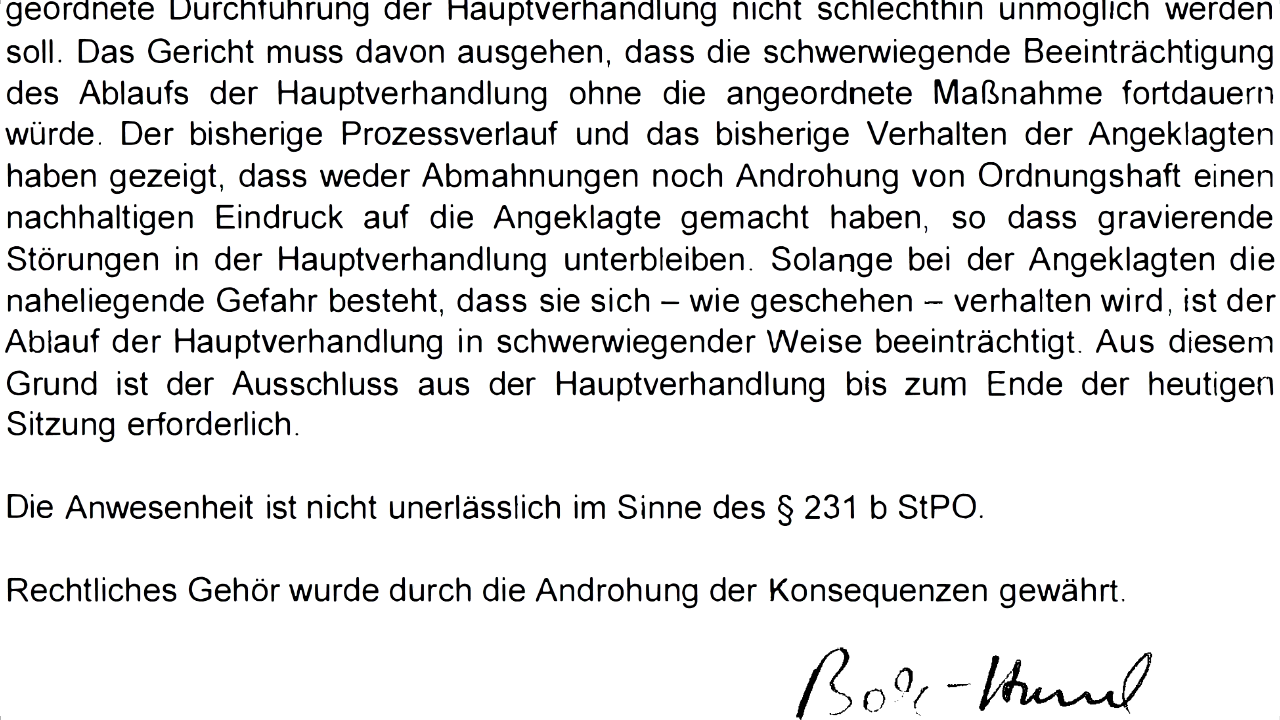 geordnete Durchführung der Hauptverhandlung nicht schlechthin unmöglich werden
soll. Das Gericht muss davon ausgehen, dass die schwerwiegende Beeinträchtigung
des Ablaufs der Hauptverhandlung ohne die angeordnete Maßnahme fortdauern
würde. Der bisherige Prozessverlauf und das bisherige Verhalten der Angeklagten
haben gezeigt, dass weder Abmahnungen noch Androhung von Ordnungshaft einen
nachhaltigen Eindruck auf die Angeklagte gemacht haben, so dass gravierende
Störungen in der Hauptverhandlung unterbleiben. Solange bei der Angeklagten die
naheliegende Gefahr besteht, dass sie sich – wie geschehen – verhalten wird, ist der
Ablauf der Hauptverhandlung in schwerwiegender Weise beeinträchtigt. Aus diesem
Grund ist der Ausschluss aus der Hauptverhandlung bis zum Ende der heutigen
Sitzung erforderlich.
Die Anwesenheit ist nicht unerlässlich im Sinne des § 231 b StPO.
Rechtliches Gehör wurde durch die Androhung der Konsequenzen gewährt.